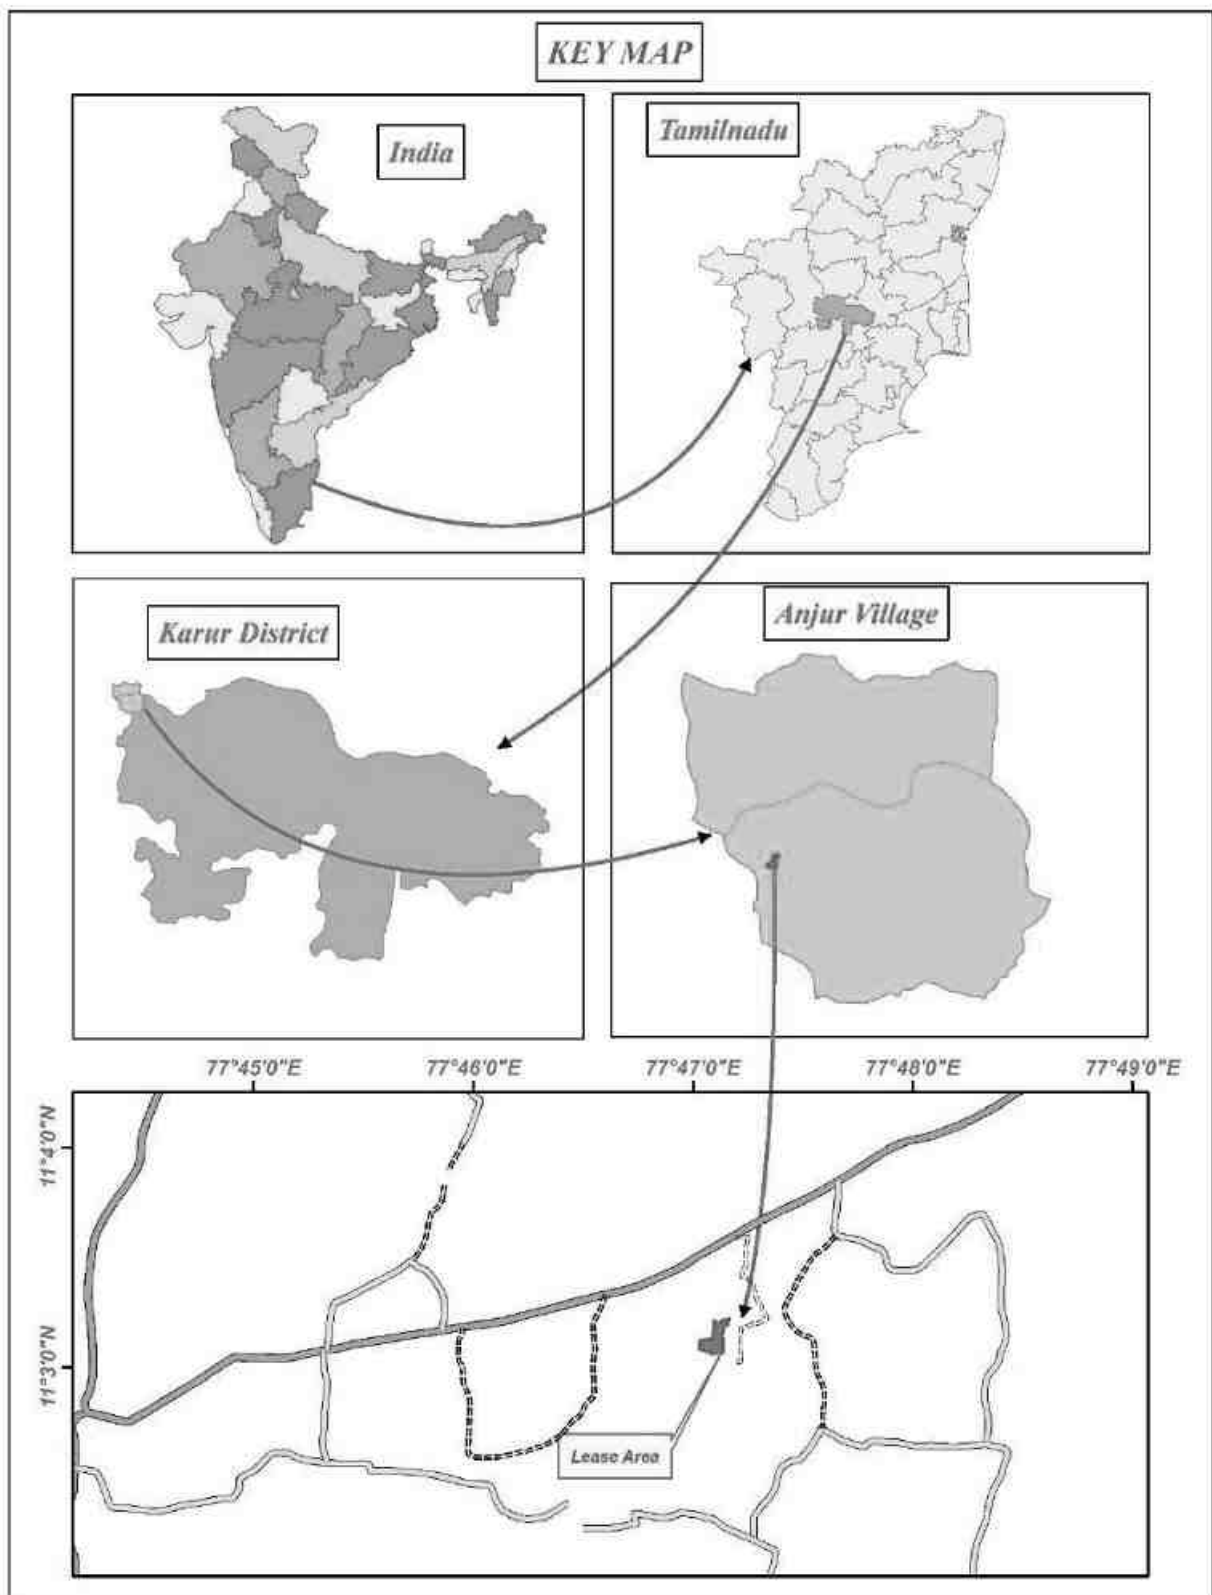 KEY MAP
India
Tamilnadu
Karur District
Anjur Village
77°45'0"E 77°46'0"E 77°47'0"E 77°48'0"E 77°49'0"E
11°4'0"N
11°3'0"N
Lease Area